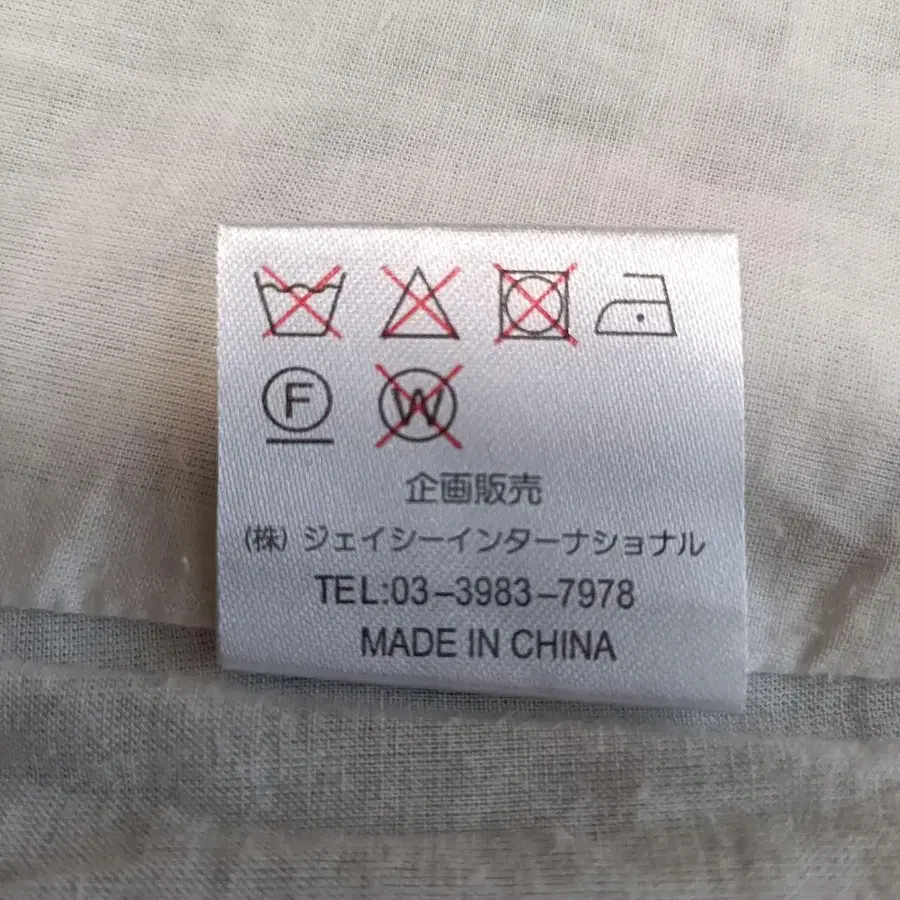 F W
企画販売
(株) ジェイシーインターナショナル
TEL:03-3983-7978
MADE IN CHINA